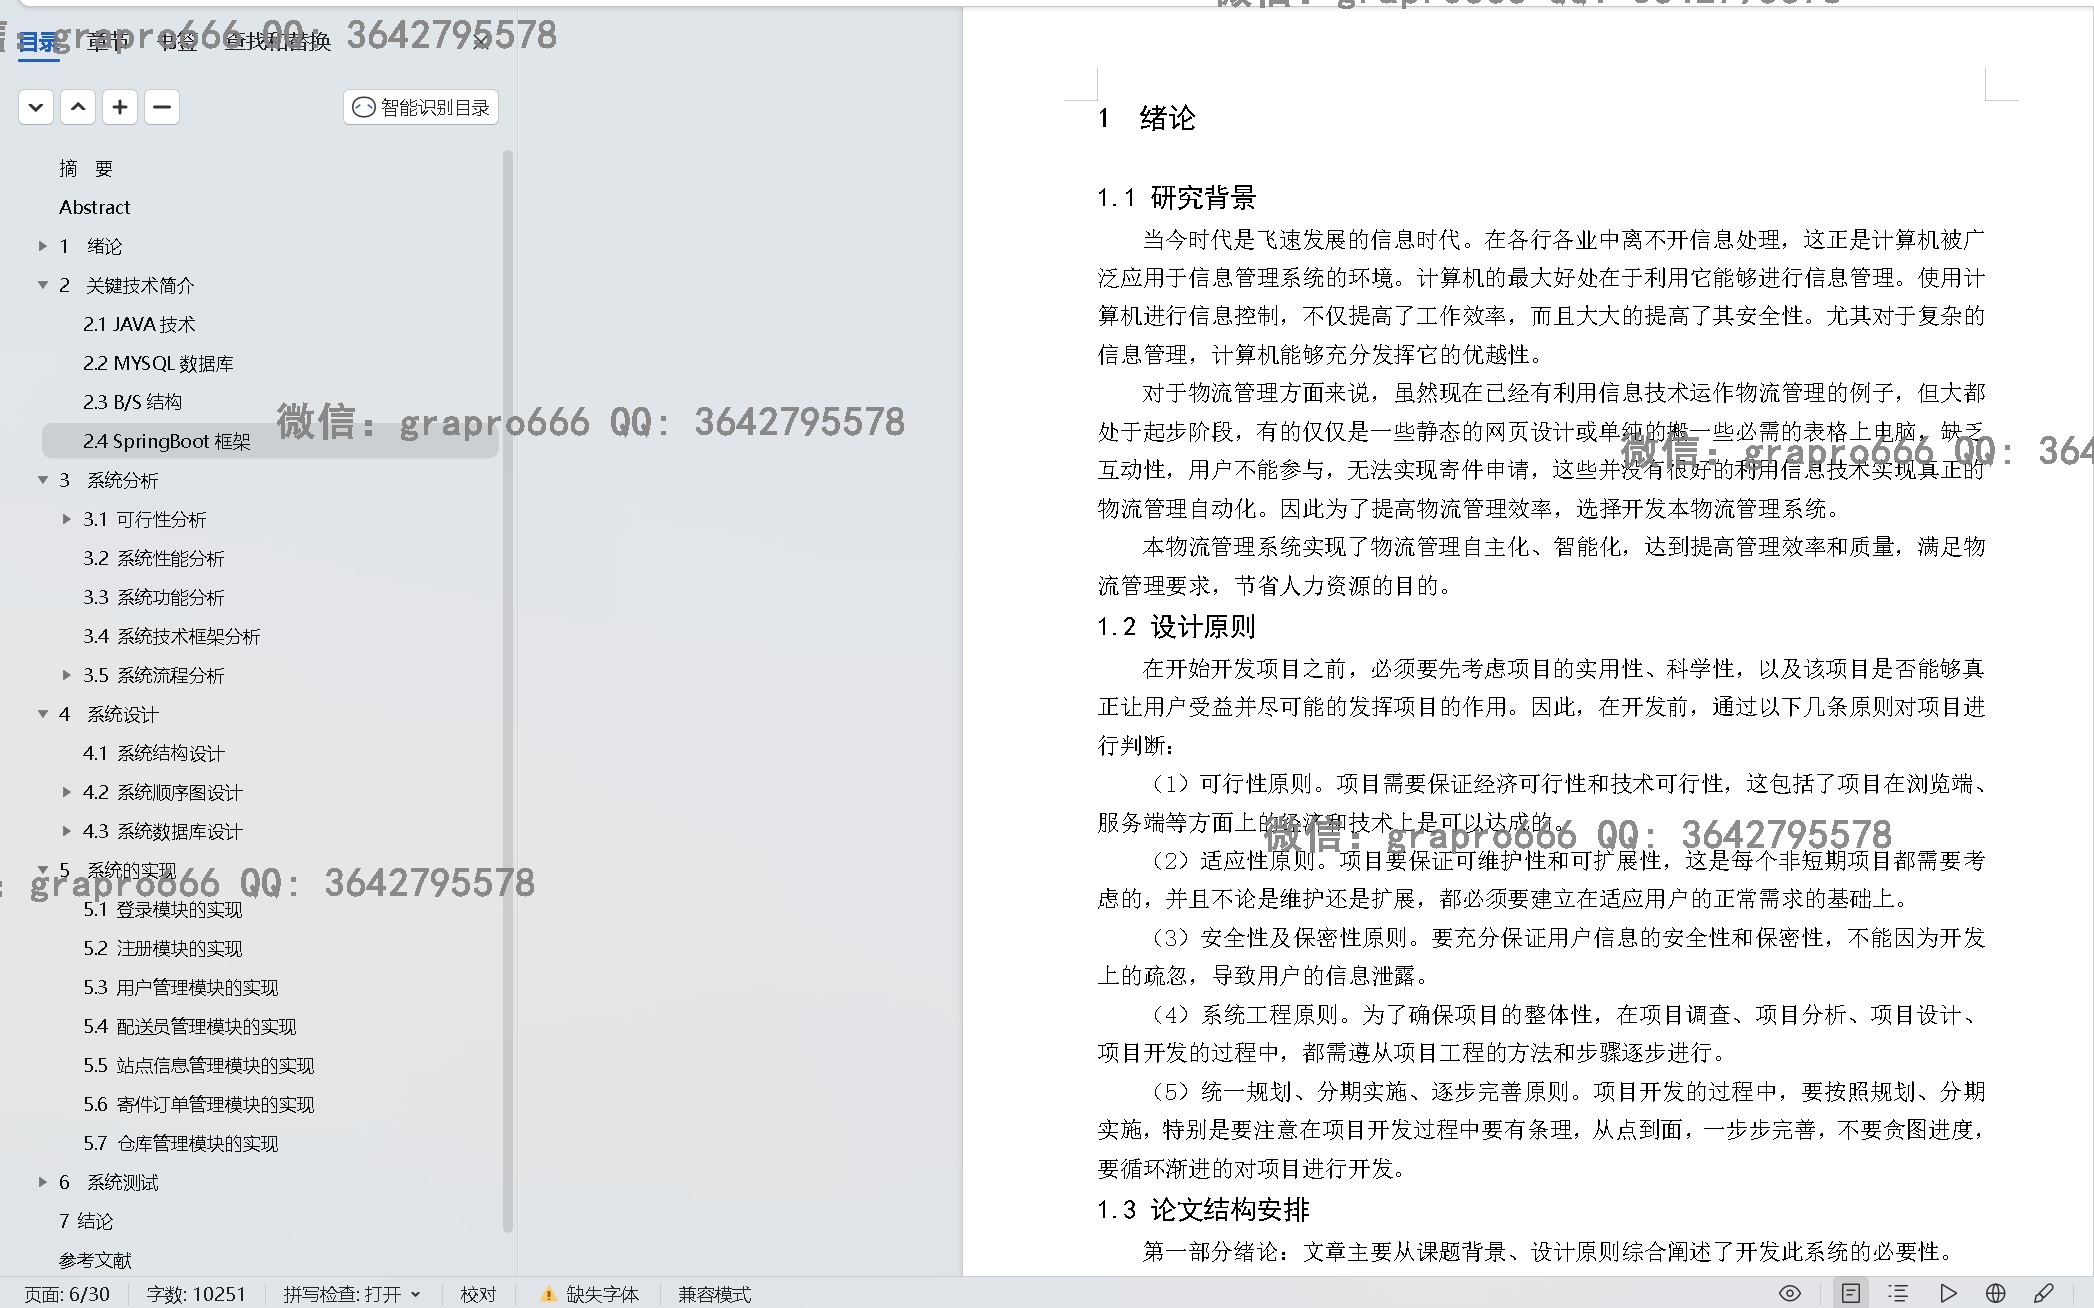 目录 章节 书签 查找和替换
智能识别目录
摘 要
Abstract
1 绪论
2 关键技术简介
2.1 JAVA技术
2.2 MYSQL数据库
2.3 B/S结构
2.4 SpringBoot框架
3 系统分析
3.1 可行性分析
3.2 系统性能分析
3.3 系统功能分析
3.4 系统技术框架分析
3.5 系统流程分析
4 系统设计
4.1 系统结构设计
4.2 系统顺序图设计
4.3 系统数据库设计
5 系统的实现
5.1 登录模块的实现
5.2 注册模块的实现
5.3 用户管理模块的实现
5.4 配送员管理模块的实现
5.5 站点信息管理模块的实现
5.6 寄件订单管理模块的实现
5.7 仓库管理模块的实现
6 系统测试
7 结论
参考文献
1 绪论
1.1 研究背景
当今时代是飞速发展的信息时代。在各行各业中离不开信息处理，这正是计算机被广
泛应用于信息管理系统的环境。计算机的最大好处在于利用它能够进行信息管理。使用计
算机进行信息控制，不仅提高了工作效率，而且大大的提高了其安全性。尤其对于复杂的
信息管理，计算机能够充分发挥它的优越性。
对于物流管理方面来说，虽然现在已经有利用信息技术运作物流管理的例子，但大都
处于起步阶段，有的仅仅是一些静态的网页设计或单纯的搬一些必需的表格上电脑，缺乏
互动性，用户不能参与，无法实现寄件申请，这些并没有很好的利用信息技术实现真正的
物流管理自动化。因此为了提高物流管理效率，选择开发本物流管理系统。
本物流管理系统实现了物流管理自主化、智能化，达到提高管理效率和质量，满足物
流管理要求，节省人力资源的目的。
1.2 设计原则
在开始开发项目之前，必须要先考虑项目的实用性、科学性，以及该项目是否能够真
正让用户受益并尽可能的发挥项目的作用。因此，在开发前，通过以下几条原则对项目进
行判断：
（1）可行性原则。项目需要保证经济可行性和技术可行性，这包括了项目在浏览端、
服务端等方面上的经济和技术上是可以达成的。
（2）适应性原则。项目要保证可维护性和可扩展性，这是每个非短期项目都需要考
虑的，并且不论是维护还是扩展，都必须要建立在适应用户的正常需求的基础上。
（3）安全性及保密性原则。要充分保证用户信息的安全性和保密性，不能因为开发
上的疏忽，导致用户的信息泄露。
（4）系统工程原则。为了确保项目的整体性，在项目调查、项目分析、项目设计、
项目开发的过程中，都需遵从项目工程的方法和步骤逐步进行。
（5）统一规划、分期实施、逐步完善原则。项目开发的过程中，要按照规划、分期
实施，特别是要注意在项目开发过程中要有条理，从点到面，一步步完善，不要贪图进度，
要循环渐进的对项目进行开发。
1.3 论文结构安排
第一部分绪论：文章主要从课题背景、设计原则综合阐述了开发此系统的必要性。
页面: 6/30 字数: 10251 拼写检查: 打开 校对 缺失字体 兼容模式
微信：grapro666 QQ: 3642795578
: grapro666 QQ: 3642795578
微信：grapro666 QQ: 3642795578
微信：grapro666 QQ: 364
微信：grapro666 QQ: 3642795578
: grapro666 QQ: 3642795578